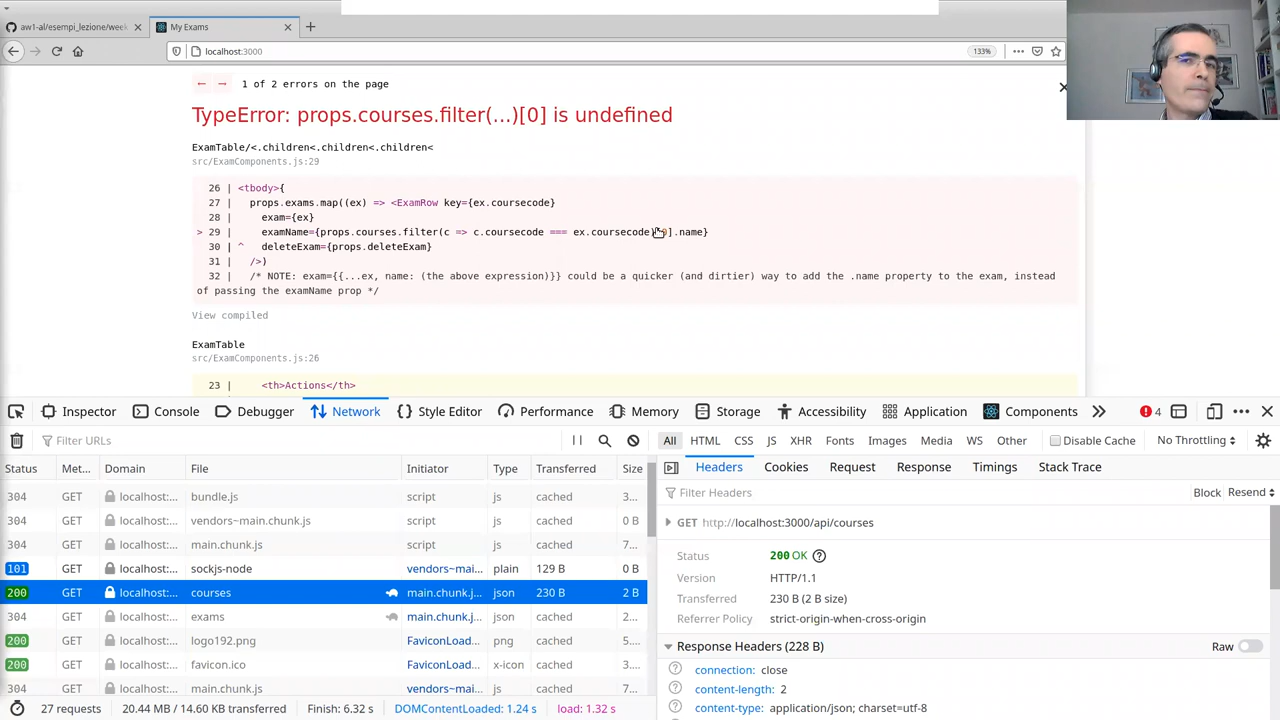 aw1-al/esempi_lezione/wee
My Exams
localhost:3000
133%
1 of 2 errors on the page
TypeError: props.courses.filter(...)[0] is undefined
ExamTable/<.children<.children<.children<
src/ExamComponents.js:29
26 | <tbody>{
27 | props.exams.map((ex) => <ExamRow key={ex.coursecode}
28 | exam={ex}
> 29 | examName={props.courses.filter(c => c.coursecode === ex.coursecode)[0].name}
30 | ^ deleteExam={props.deleteExam}
31 | />)
32 | /* NOTE: exam={{...ex, name: (the above expression)}} could be a quicker (and dirtier) way to add the .name property to the exam, instead
of passing the examName prop */
View compiled
ExamTable
src/ExamComponents.js:26
23 | <th>Actions</th>
Inspector Console Debugger Network Style Editor Performance Memory Storage Accessibility Application Components 4
Filter URLs
All HTML CSS JS XHR Fonts Images Media WS Other Disable Cache No Throttling
Status Met... Domain File Initiator Type Transferred Size
304 GET localhost:... bundle.js script js cached 3...
304 GET localhost:... vendors~main.chunk.js script js cached 0 B
304 GET localhost:... main.chunk.js script js cached 7...
101 GET localhost:... sockjs-node vendors~mai... plain 129 B 0 B
200 GET localhost:... courses main.chunk.j... json 230 B 2 B
304 GET localhost:... exams main.chunk.j... json cached 2...
200 GET localhost:... logo192.png FaviconLoad... png cached 5....
200 GET localhost:... favicon.ico FaviconLoad... x-icon cached 3....
304 GET localhost:... main.chunk.js vendors~mai... js cached 7...
27 requests 20.44 MB / 14.60 KB transferred Finish: 6.32 s DOMContentLoaded: 1.24 s load: 1.32 s
Headers Cookies Request Response Timings Stack Trace
Filter Headers Block Resend
GET http://localhost:3000/api/courses
Status 200 OK
Version HTTP/1.1
Transferred 230 B (2 B size)
Referrer Policy strict-origin-when-cross-origin
Response Headers (228 B) Raw
connection: close
content-length: 2
content-type: application/json; charset=utf-8